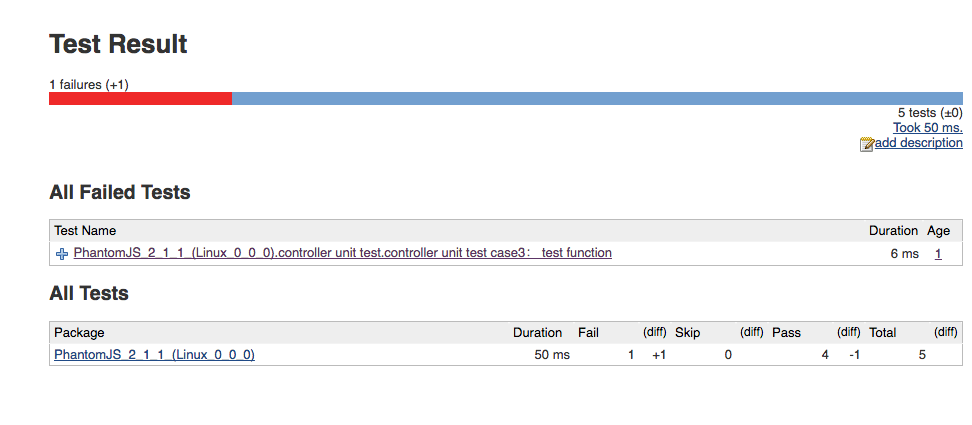 Test Result
1 failures (+1)
5 tests (±0)
Took 50 ms.
add description
All Failed Tests
Test Name Duration Age
PhantomJS_2_1_1_(Linux_0_0_0).controller unit test.controller unit test case3： test function 6 ms 1
All Tests
Package Duration Fail (diff) Skip (diff) Pass (diff) Total (diff)
PhantomJS_2_1_1_(Linux_0_0_0) 50 ms 1 +1 0 4 -1 5